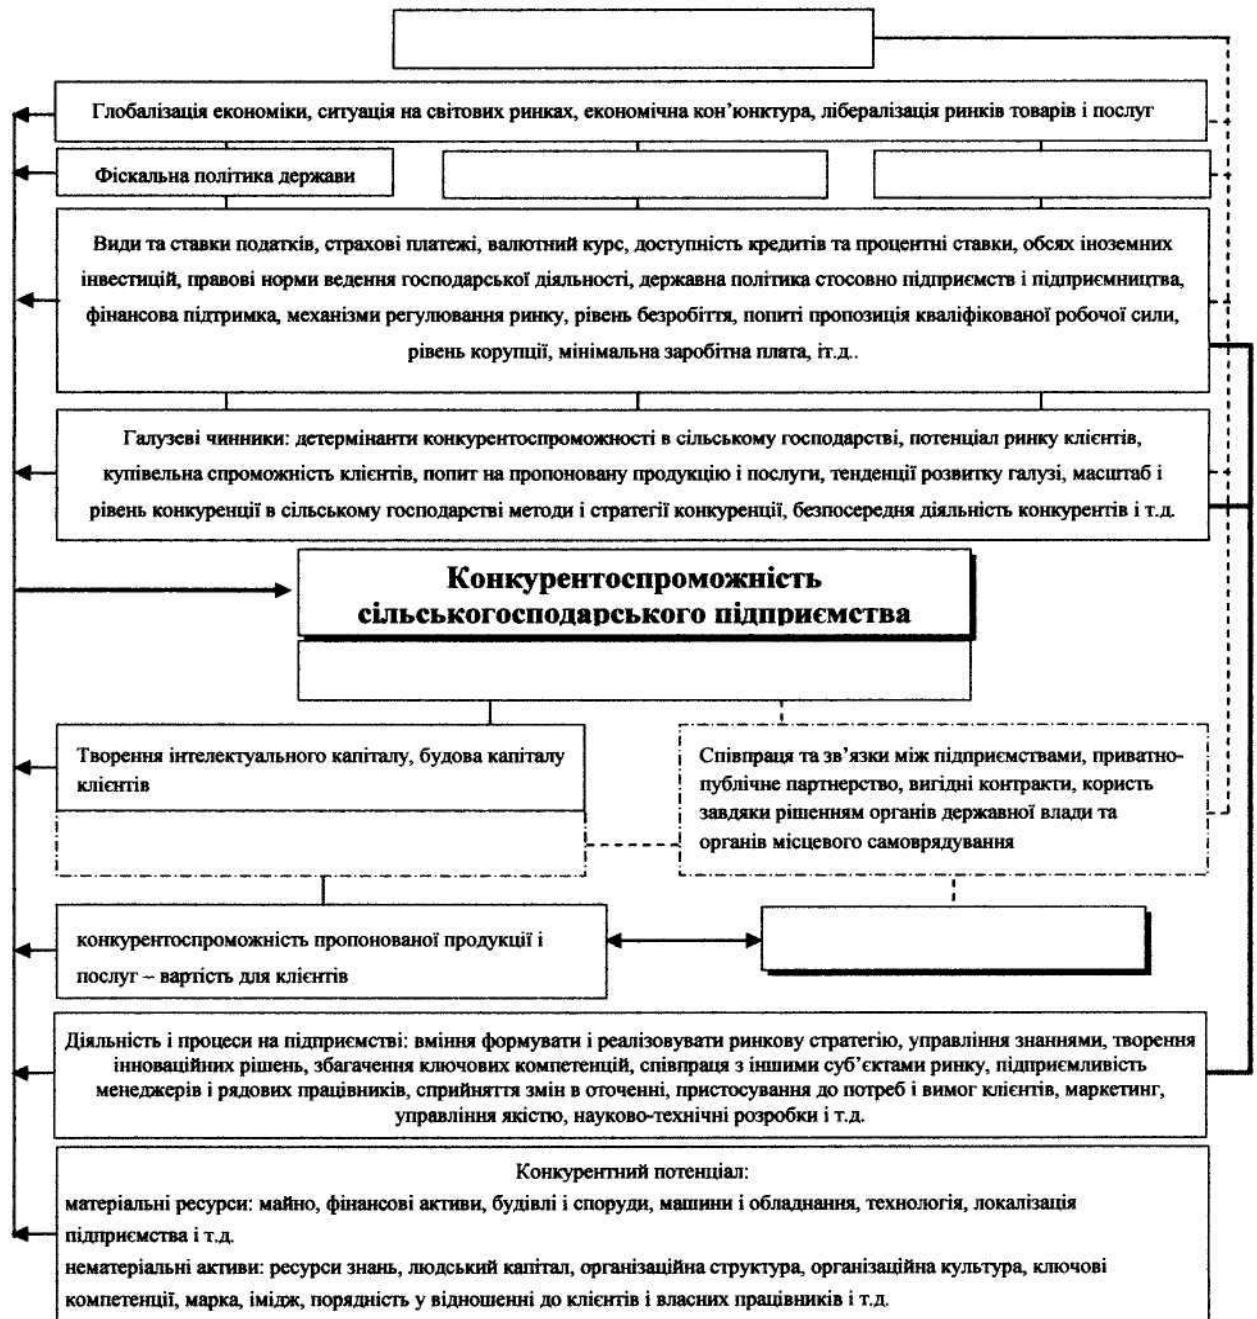 Глобалізація економіки, ситуація на світових ринках, економічна кон’юнктура, лібералізація ринків товарів і послуг
Фіскальна політика держави
Види та ставки податків, страхові платежі, валютний курс, доступність кредитів та процентні ставки, обсях іноземних
інвестицій, правові норми ведення господарської діяльності, державна політика стосовно підприємств і підприємництва,
фінансова підтримка, механізми регулювання ринку, рівень безробіття, попиті пропозиція кваліфікованої робочої сили,
рівень корупції, мінімальна заробітна плата, іт.д..
Галузеві чинники: детермінанти конкурентоспроможності в сільському господарстві, потенціал ринку клієнтів,
купівельна спроможність клієнтів, попит на пропоновану продукцію і послуги, тенденції розвитку галузі, масштаб і
рівень конкуренції в сільському господарстві методи і стратегії конкуренції, безпосередня діяльність конкурентів і т.д.
Конкурентоспроможність
сільськогосподарського підприємства
Творення інтелектуального капіталу, будова капіталу
клієнтів
Співпраця та зв’язки між підприємствами, приватно-
публічне партнерство, вигідні контракти, користь
завдяки рішенням органів державної влади та
органів місцевого самоврядування
конкурентоспроможність пропонованої продукції і
послуг – вартість для клієнтів
Діяльність і процеси на підприємстві: вміння формувати і реалізовувати ринкову стратегію, управління знаннями, творення
інноваційних рішень, збагачення ключових компетенцій, співпраця з іншими суб’єктами ринку, підприємливість
менеджерів і рядових працівників, сприйняття змін в оточенні, пристосування до потреб і вимог клієнтів, маркетинг,
управління якістю, науково-технічні розробки і т.д.
Конкурентний потенціал:
матеріальні ресурси: майно, фінансові активи, будівлі і споруди, машини і обладнання, технологія, локалізація
підприємства і т.д.
нематеріальні активи: ресурси знань, людський капітал, організаційна структура, організаційна культура, ключові
компетенції, марка, імідж, порядність у відношенні до клієнтів і власних працівників і т.д.